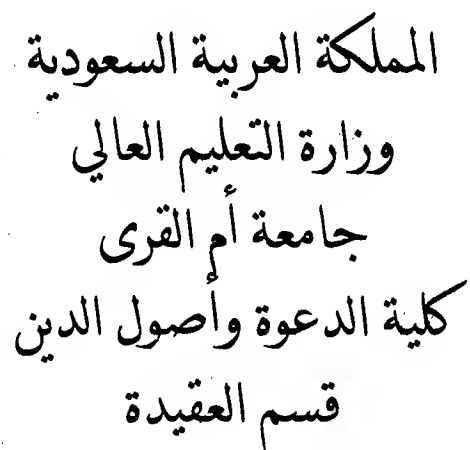 المملكة العربية السعودية
وزارة التعليم العالي
جامعة أم القرى
كلية الدعوة وأصول الدين
قسم العقيدة